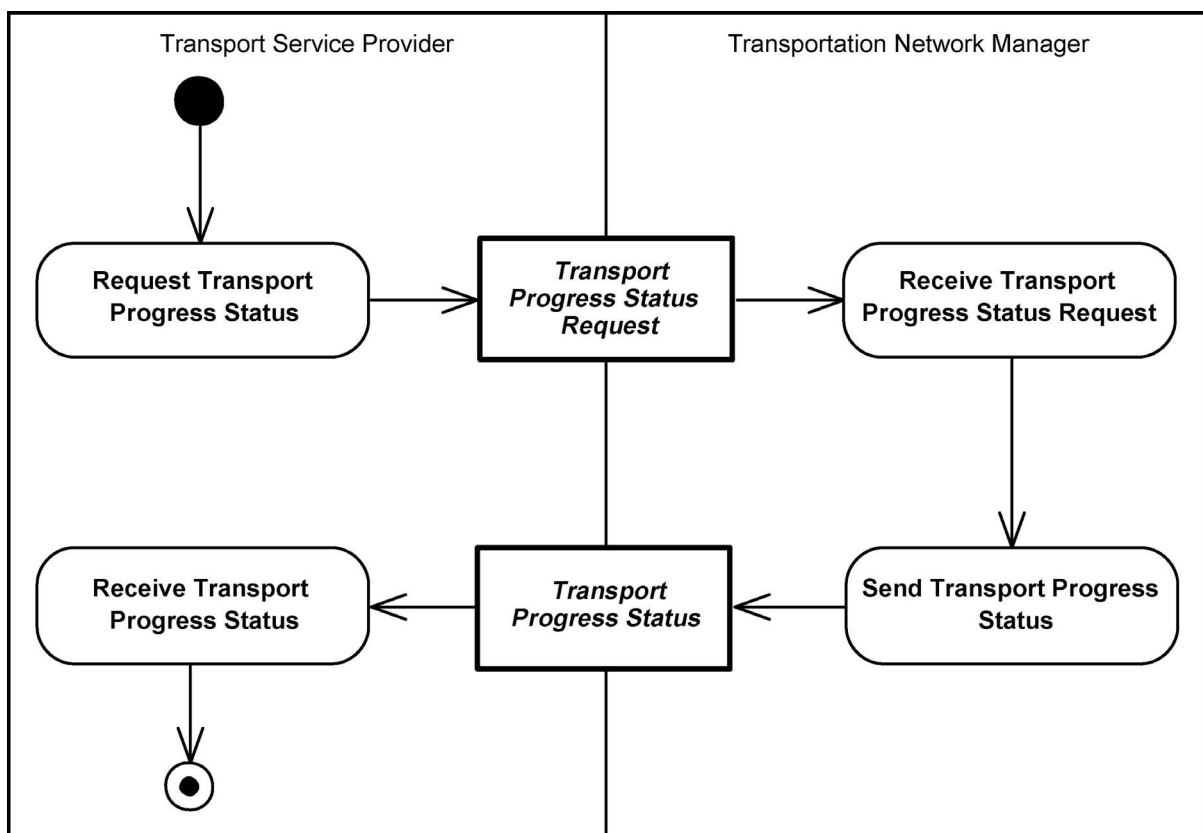 Transport Service Provider
Transportation Network Manager
Request Transport
Progress Status
Transport
Progress Status
Request
Receive Transport
Progress Status Request
Receive Transport
Progress Status
Transport
Progress Status
Send Transport Progress
Status